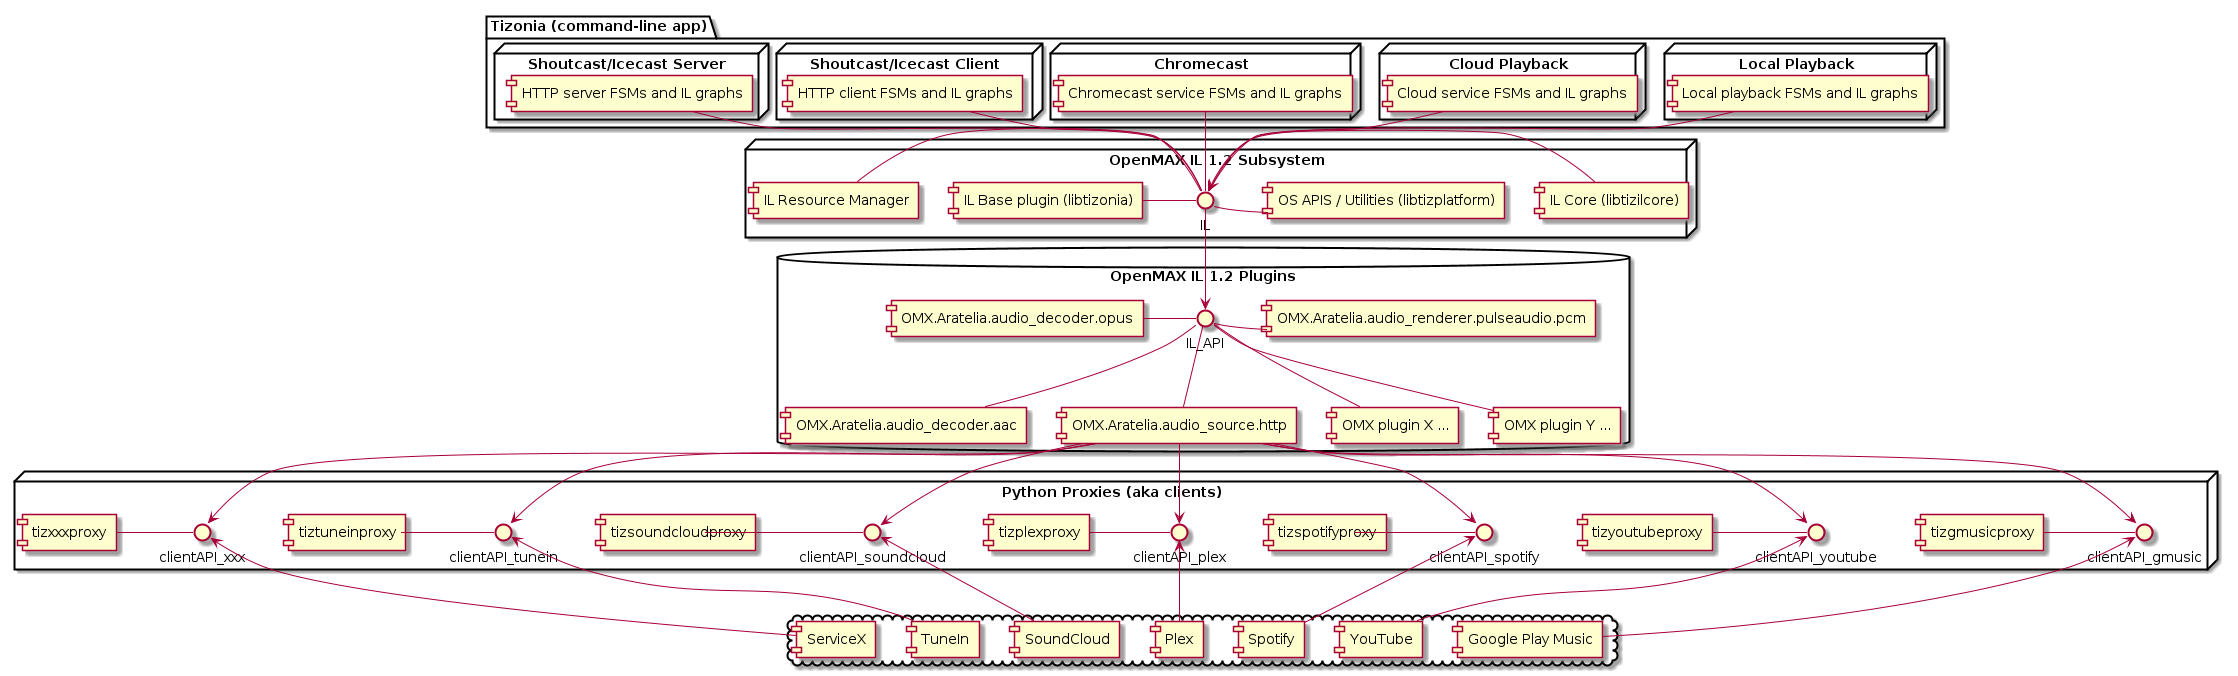 Tizonia (command-line app)
Shoutcast/Icecast Server
HTTP server FSMs and IL graphs
Shoutcast/Icecast Client
HTTP client FSMs and IL graphs
Chromecast
Chromecast service FSMs and IL graphs
Cloud Playback
Cloud service FSMs and IL graphs
Local Playback
Local playback FSMs and IL graphs
OpenMAX IL 1.2 Subsystem
IL Resource Manager
IL Base plugin (libtizonia)
IL
OS APIS / Utilities (libtizplatform)
IL Core (libtizilcore)
OpenMAX IL 1.2 Plugins
OMX.Aratelia.audio_decoder.opus
IL_API
OMX.Aratelia.audio_renderer.pulseaudio.pcm
OMX.Aratelia.audio_decoder.aac
OMX.Aratelia.audio_source.http
OMX plugin X ...
OMX plugin Y ...
Python Proxies (aka clients)
tizxxproxy
clientAPI_xxx
tiztuneinproxy
clientAPI_tunein
tizsoundcloudproxy
clientAPI_soundcloud
tizplexproxy
clientAPI_plex
tizspotifyproxy
clientAPI_spotify
tizyoutubeproxy
clientAPI_youtube
tizgmusicproxy
clientAPI_gmusic
ServiceX
TuneIn
SoundCloud
Plex
Spotify
YouTube
Google Play Music